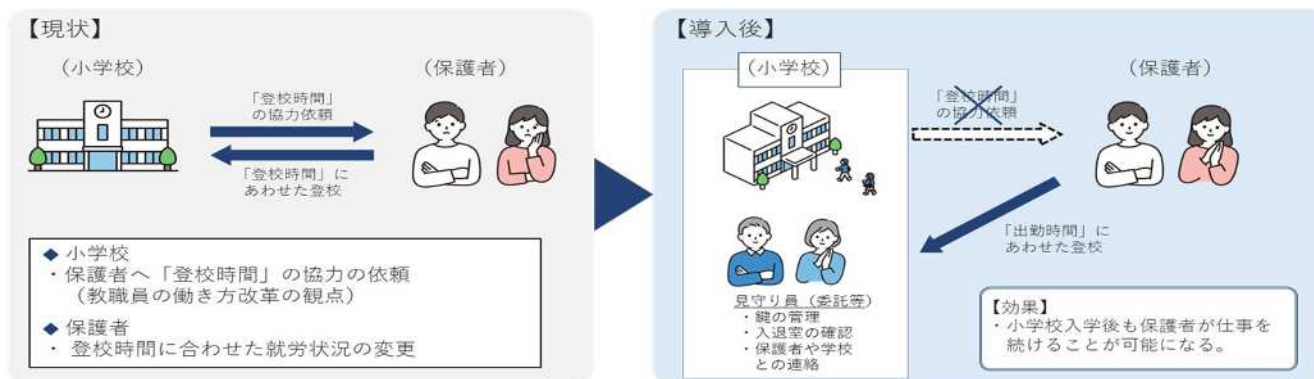 【現状】
（小学校）
（保護者）
「登校時間」
の協力依頼
「登校時間」に
あわせた登校
◆ 小学校
・保護者へ「登校時間」の協力の依頼
（教職員の働き方改革の観点）
◆ 保護者
・ 登校時間に合わせた就労状況の変更
【導入後】
（小学校）
（保護者）
「登校時間」
の協力依頼
「出勤時間」に
あわせた登校
見守り員（委託等）
・鍵の管理
・入退室の確認
・保護者や学校
との連絡
【効果】
・小学校入学後も保護者が仕事を
続けることが可能になる。